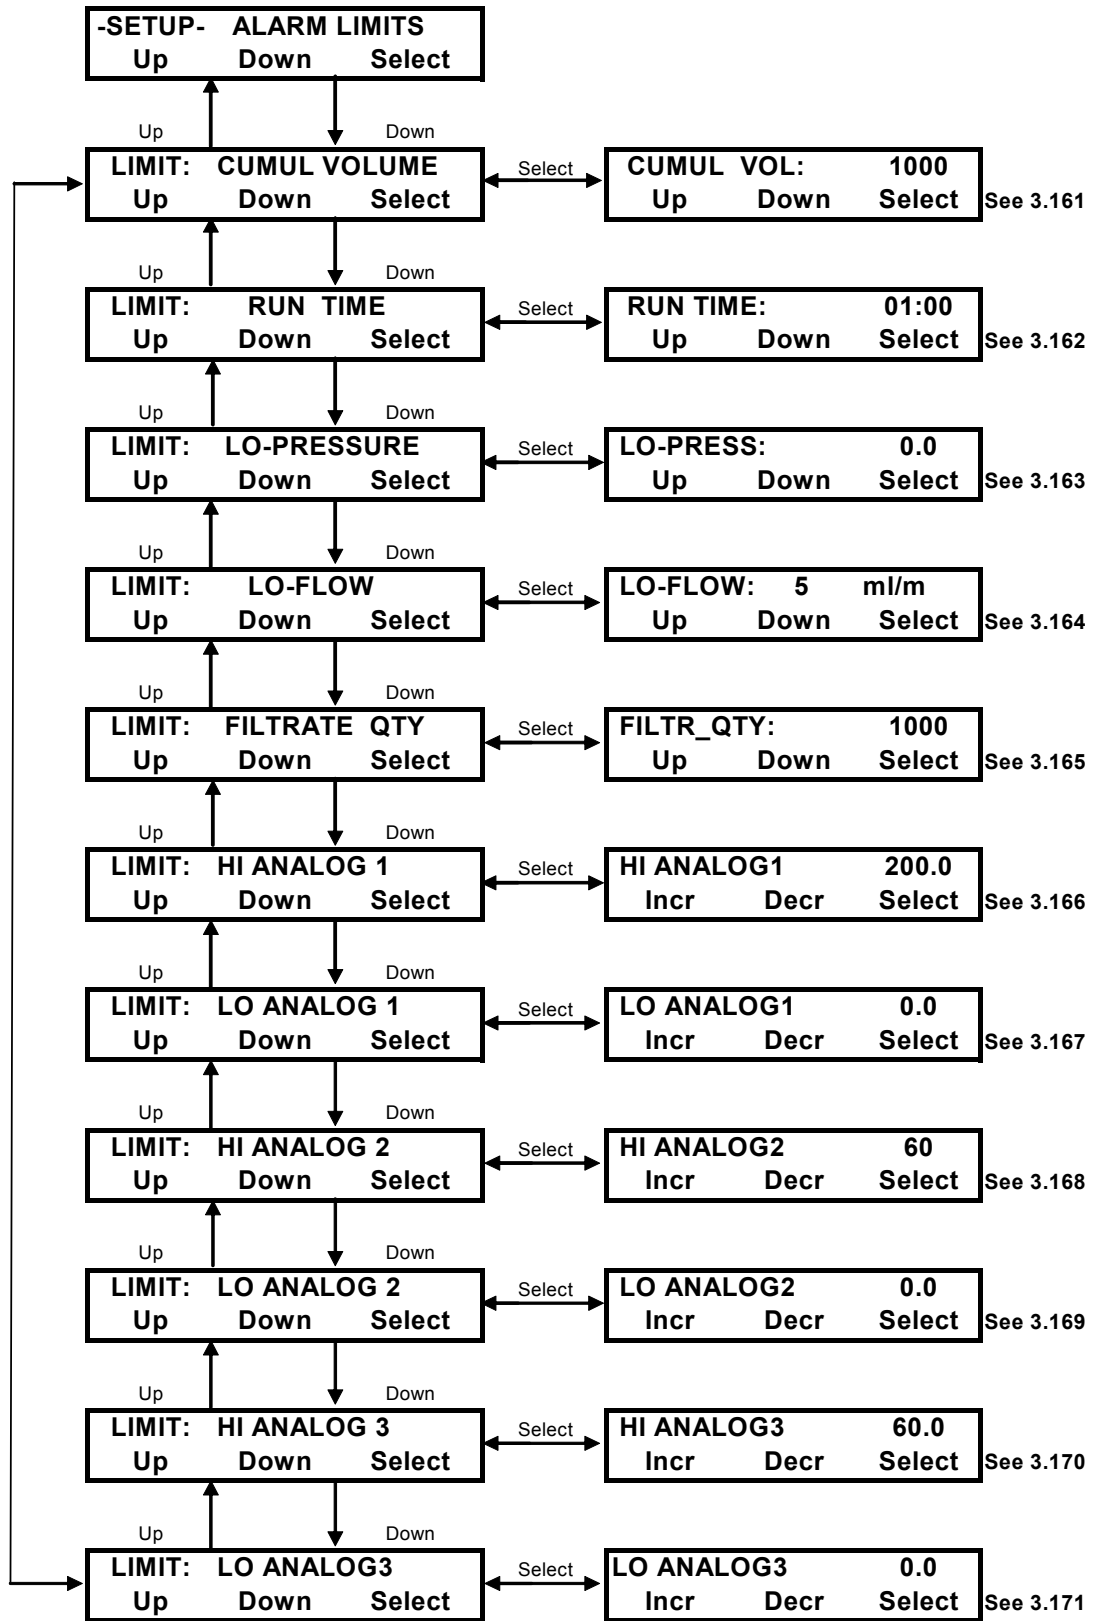 -SETUP- ALARM LIMITS
Up Down Select
Up Down
LIMIT: CUMUL VOLUME
Up Down Select
Select
CUMUL VOL: 1000
Up Down Select
See 3.161
Up Down
LIMIT: RUN TIME
Up Down Select
Select
RUN TIME: 01:00
Up Down Select
See 3.162
Up Down
LIMIT: LO-PRESSURE
Up Down Select
Select
LO-PRESS: 0.0
Up Down Select
See 3.163
Up Down
LIMIT: LO-FLOW
Up Down Select
Select
LO-FLOW: 5 ml/m
Up Down Select
See 3.164
Up Down
LIMIT: FILTRATE QTY
Up Down Select
Select
FILTR_QTY: 1000
Up Down Select
See 3.165
Up Down
LIMIT: HI ANALOG 1
Up Down Select
Select
HI ANALOG1 200.0
Incr Decr Select
See 3.166
Up Down
LIMIT: LO ANALOG 1
Up Down Select
Select
LO ANALOG1 0.0
Incr Decr Select
See 3.167
Up Down
LIMIT: HI ANALOG 2
Up Down Select
Select
HI ANALOG2 60
Incr Decr Select
See 3.168
Up Down
LIMIT: LO ANALOG 2
Up Down Select
Select
LO ANALOG2 0.0
Incr Decr Select
See 3.169
Up Down
LIMIT: HI ANALOG 3
Up Down Select
Select
HI ANALOG3 60.0
Incr Decr Select
See 3.170
Up Down
LIMIT: LO ANALOG3
Up Down Select
Select
LO ANALOG3 0.0
Incr Decr Select
See 3.171